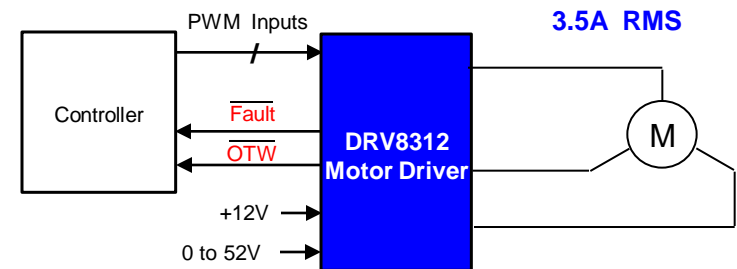 PWM Inputs
3.5A RMS
Controller
Fault
OTW
DRV8312
Motor Driver
M
+12V
0 to 52V